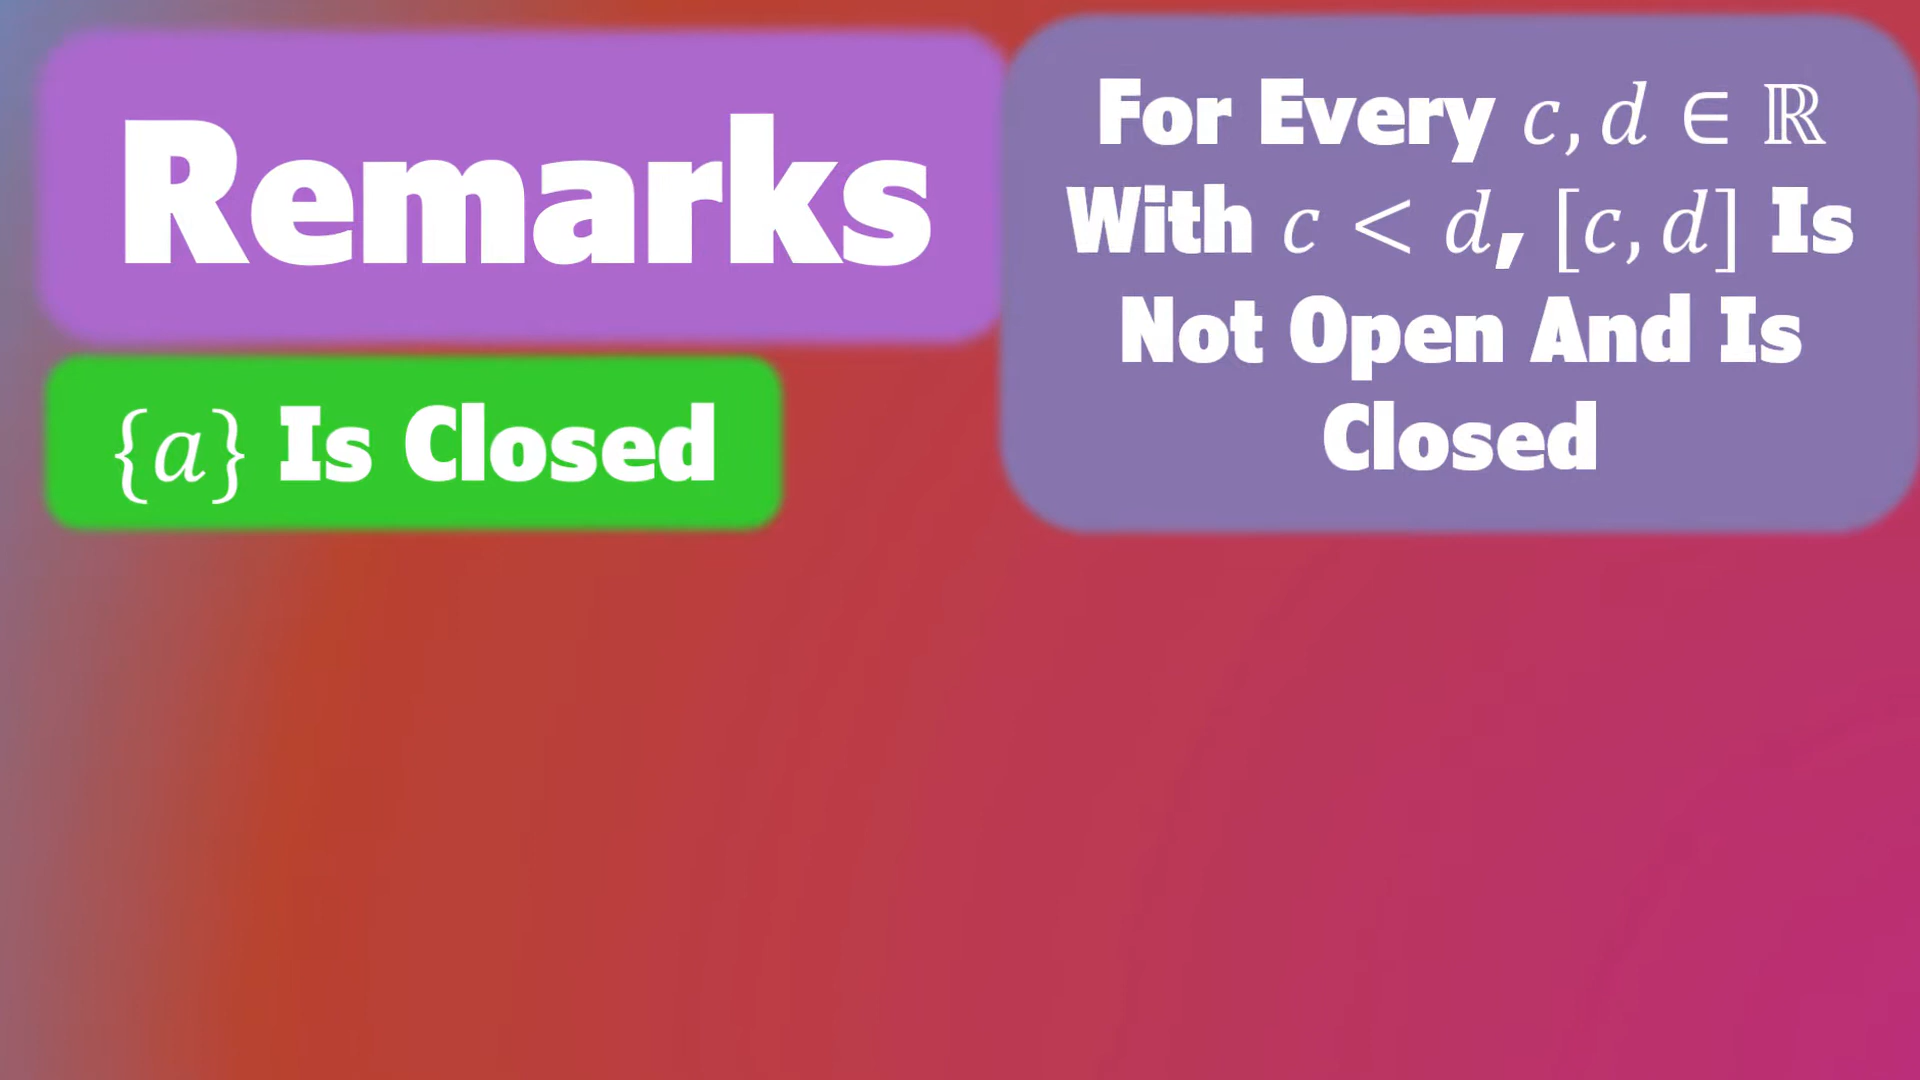 Remarks
{a} Is Closed
For Every c, d ∈ ℝ
With c < d, [c, d] Is
Not Open And Is
Closed